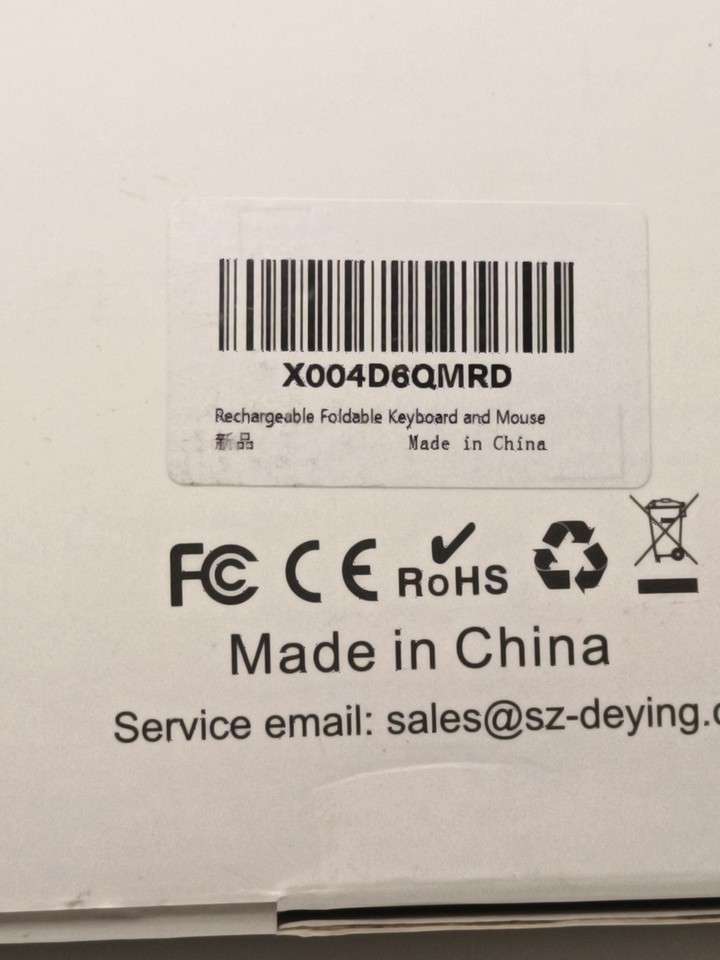 X004D6QMRD
Rechargeable Foldable Keyboard and Mouse
新品 Made in China
FC CE RoHS
Made in China
Service email: sales@sz-deying.